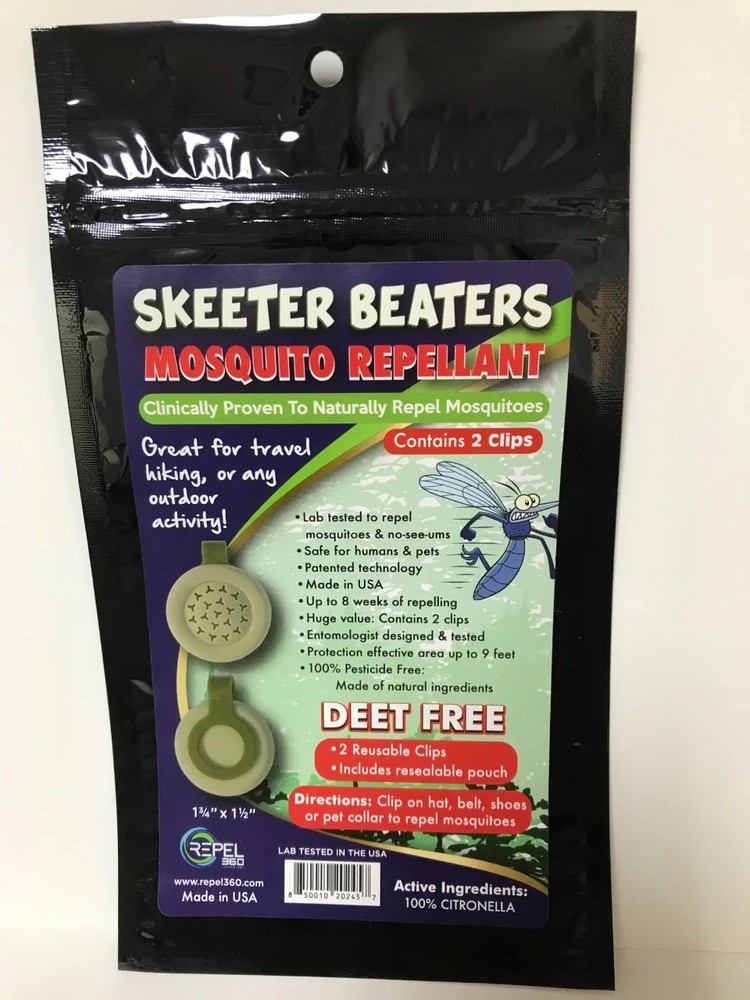 SKEETER BEATERS
MOSQUITO REPELLANT
Clinically Proven To Naturally Repel Mosquitoes
Contains 2 Clips
Great for travel
hiking, or any
outdoor
activity!
• Lab tested to repel
mosquitoes & no-see-ums
• Safe for humans & pets
• Patented technology
• Made in USA
• Up to 8 weeks of repelling
• Huge value: Contains 2 clips
• Entomologist designed & tested
• Protection effective area up to 9 feet
• 100% Pesticide Free:
Made of natural ingredients
DEET FREE
• 2 Reusable Clips
• Includes resealable pouch
Directions: Clip on hat, belt, shoes
or pet collar to repel mosquitoes
1¾" x 1½"
REPEL
360
www.repel360.com
Made in USA
LAB TESTED IN THE USA
8 50010 20245 7
Active Ingredients:
100% CITRONELLA